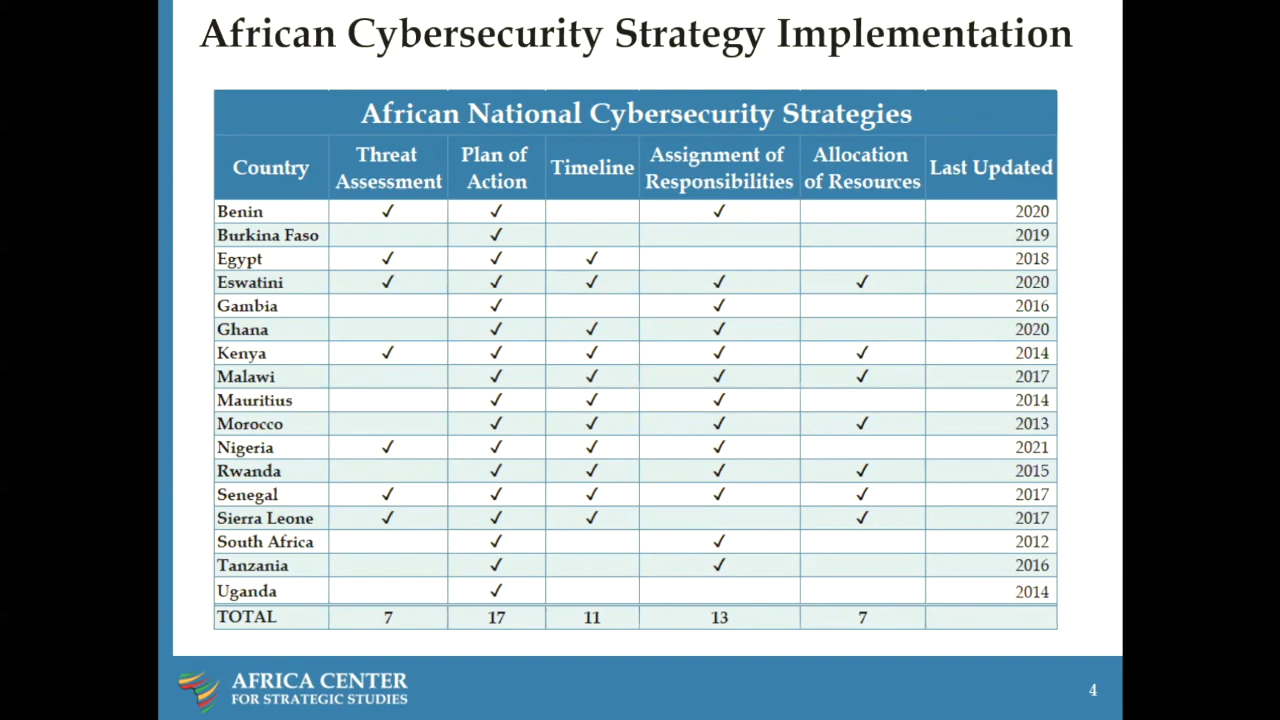 African Cybersecurity Strategy Implementation
African National Cybersecurity Strategies
Country Threat Assessment Plan of Action Timeline Assignment of Responsibilities Allocation of Resources Last Updated
Benin ✓ ✓ ✓ 2020
Burkina Faso ✓ 2019
Egypt ✓ ✓ ✓ 2018
Eswatini ✓ ✓ ✓ ✓ ✓ 2020
Gambia ✓ ✓ 2016
Ghana ✓ ✓ ✓ 2020
Kenya ✓ ✓ ✓ ✓ ✓ 2014
Malawi ✓ ✓ ✓ ✓ 2017
Mauritius ✓ ✓ ✓ 2014
Morocco ✓ ✓ ✓ ✓ 2013
Nigeria ✓ ✓ ✓ ✓ 2021
Rwanda ✓ ✓ ✓ ✓ 2015
Senegal ✓ ✓ ✓ ✓ ✓ 2017
Sierra Leone ✓ ✓ ✓ ✓ 2017
South Africa ✓ ✓ 2012
Tanzania ✓ ✓ 2016
Uganda ✓ 2014
TOTAL 7 17 11 13 7
AFRICA CENTER
FOR STRATEGIC STUDIES
4